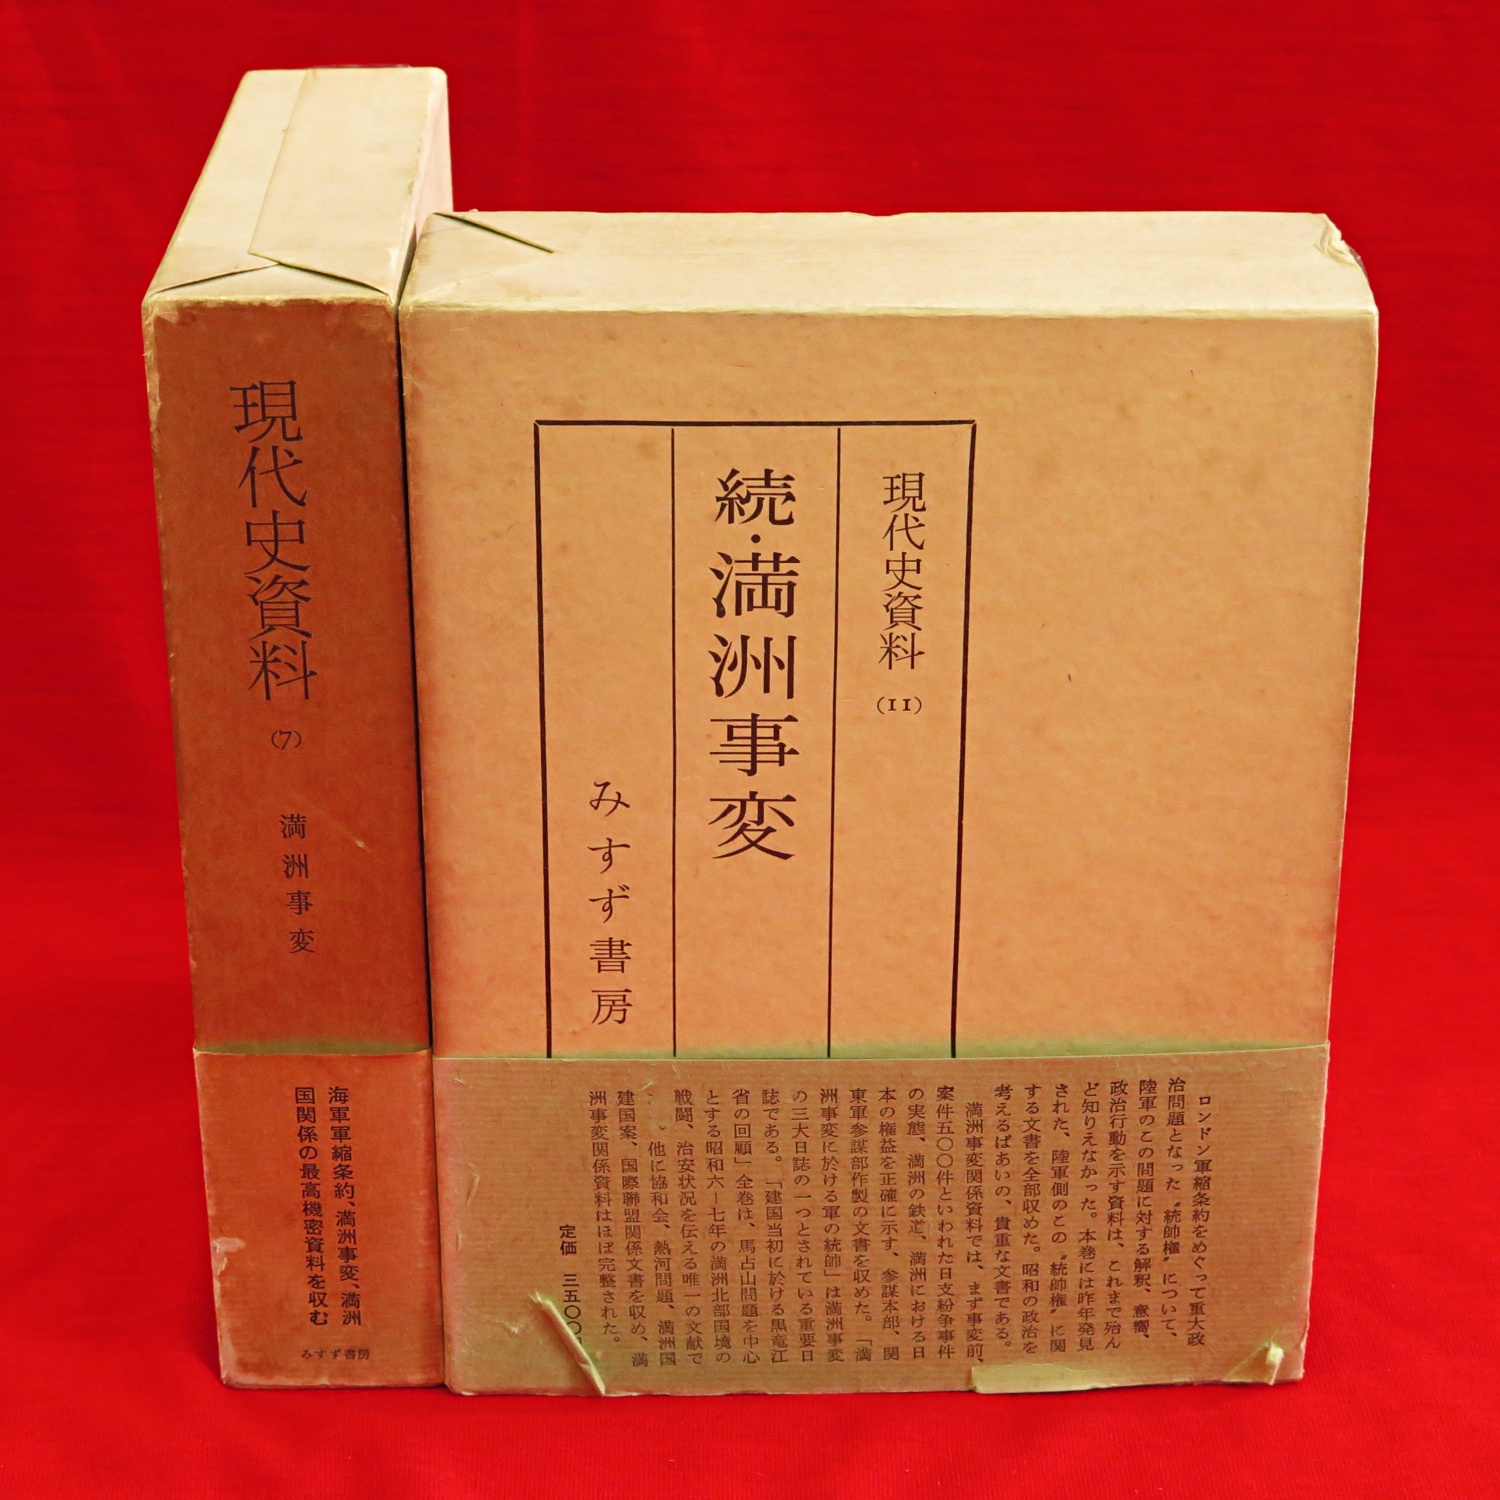 現代史資料
(7)
満洲事変
海軍軍縮条約、満洲事変、満洲
国関係の最高機密資料を収む
みすず書房
現代史資料
(11)
続・満洲事変
みすず書房
ロンドン軍縮条約をめぐって重大政
治問題となった〝統帥権〟について、
陸軍のこの問題に対する解釈、意嚮、
政治行動を示す資料は、これまで殆ん
ど知りえなかった。本巻には昨年発見
された、陸軍側のこの〝統帥権〟に関
する文書を全部収めた。昭和の政治を
考えるばあいの、貴重な文書である。
満洲事変関係資料では、まず事変前、
案件五〇〇件といわれた日支紛争事件
の実態、満洲の鉄道、満洲における日
本の権益を正確に示す、参謀本部、関
東軍参謀部作製の文書を収めた。「満
洲事変に於ける軍の統帥」は満洲事変
の三大日誌の一つとされている重要日
誌である。「建国当初に於ける黒竜江
省の回顧」全巻は、馬占山問題を中心
とする昭和六ー七年の満洲北部国境の
戦闘、治安状況を伝える唯一の文献で
。他に協和会、熱河問題、満洲国
建国案、国際聯盟関係文書を収め、満
洲事変関係資料はほぼ完整された。
定価 三五〇〇